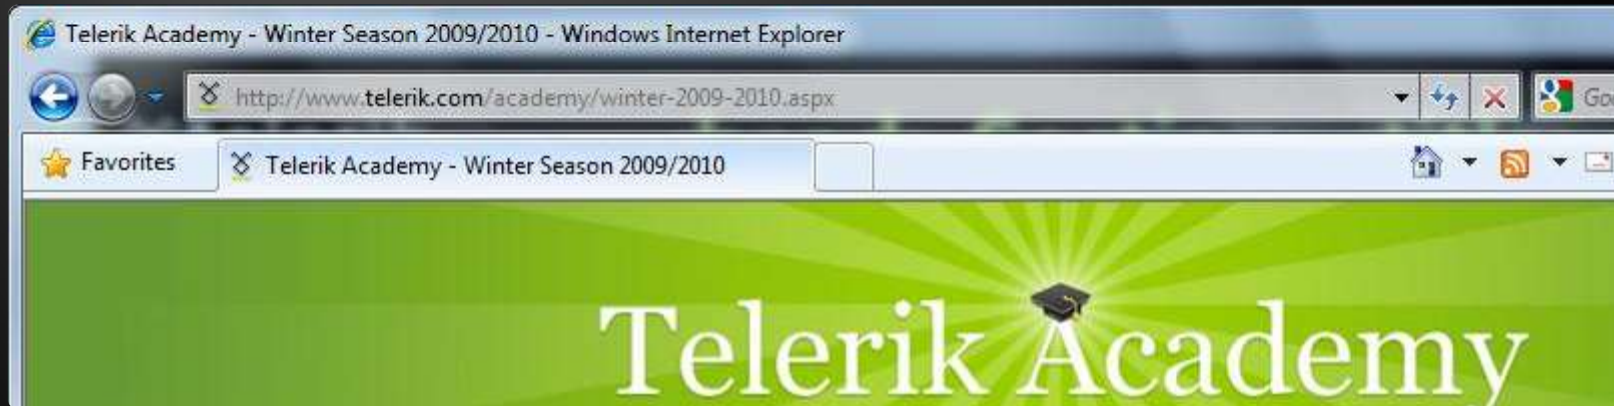 Telerik Academy - Winter Season 2009/2010 - Windows Internet Explorer
http://www.telerik.com/academy/winter-2009-2010.aspx
Favorites Telerik Academy - Winter Season 2009/2010
Telerik Academy